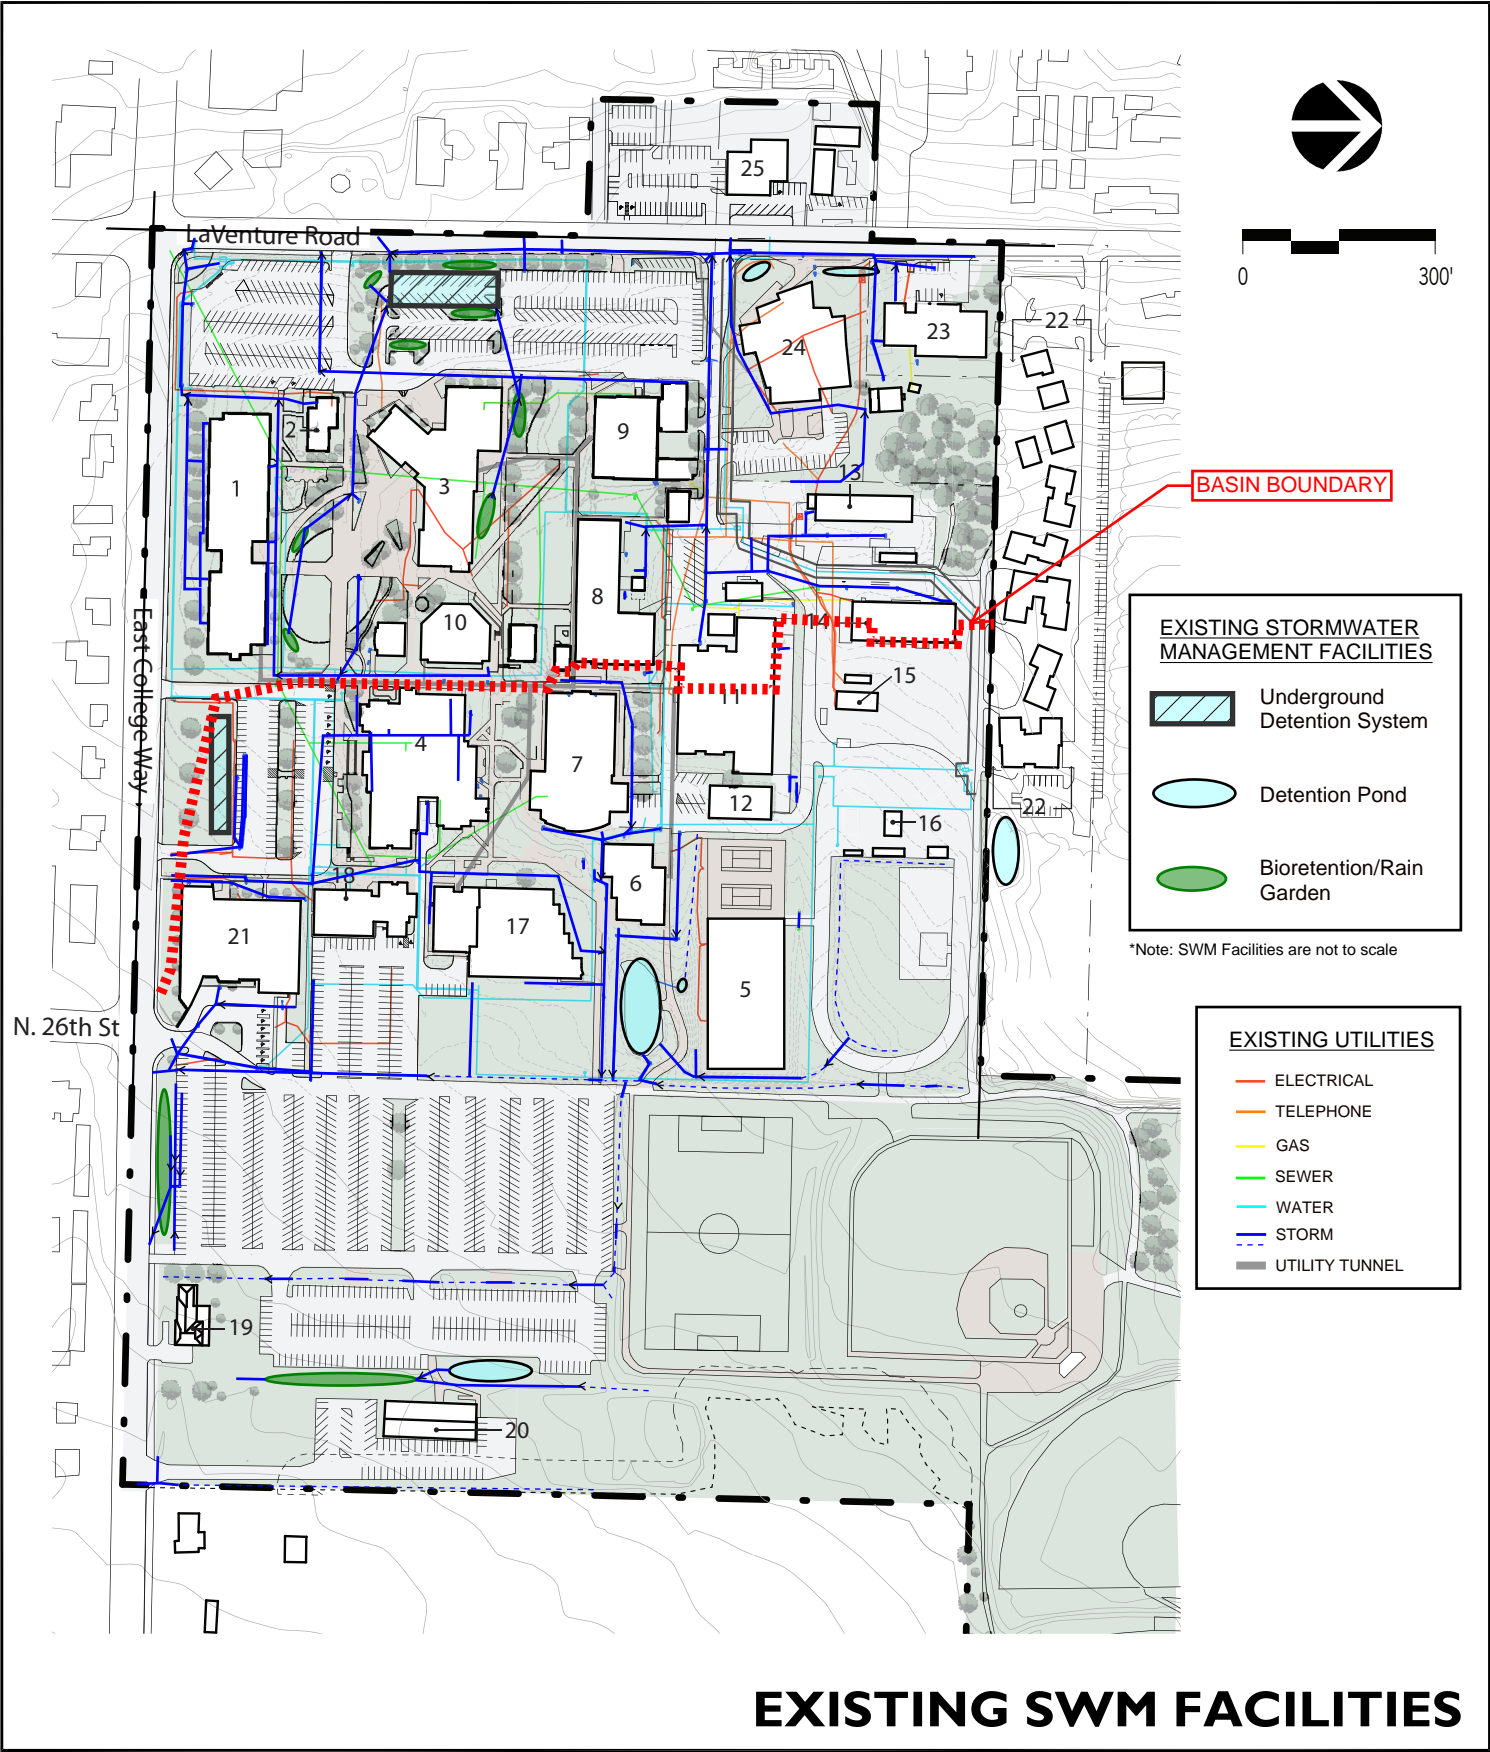 25
LaVenture Road
0
300'
22
23
24
2
9
13
1
3
BASIN BOUNDARY
8
10
14
East College Way
15
11
4
7
12
22
16
18
6
21
17
5
N. 26th St
19
20
EXISTING STORMWATER
MANAGEMENT FACILITIES
Underground
Detention System
Detention Pond
Bioretention/Rain
Garden
*Note: SWM Facilities are not to scale
EXISTING UTILITIES
ELECTRICAL
TELEPHONE
GAS
SEWER
WATER
STORM
UTILITY TUNNEL
EXISTING SWM FACILITIES